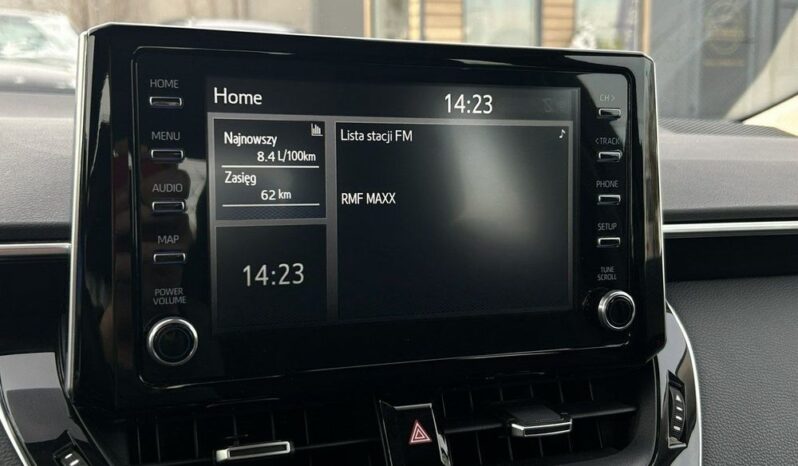 HOME
MENU
AUDIO
MAP
POWER
VOLUME
Home
14:23
Najnowszy
8.4 L/100km
Zasięg
62 km
14:23
Lista stacji FM
RMF MAXX
CH >
< TRACK
PHONE
SETUP
TUNE
SCROLL